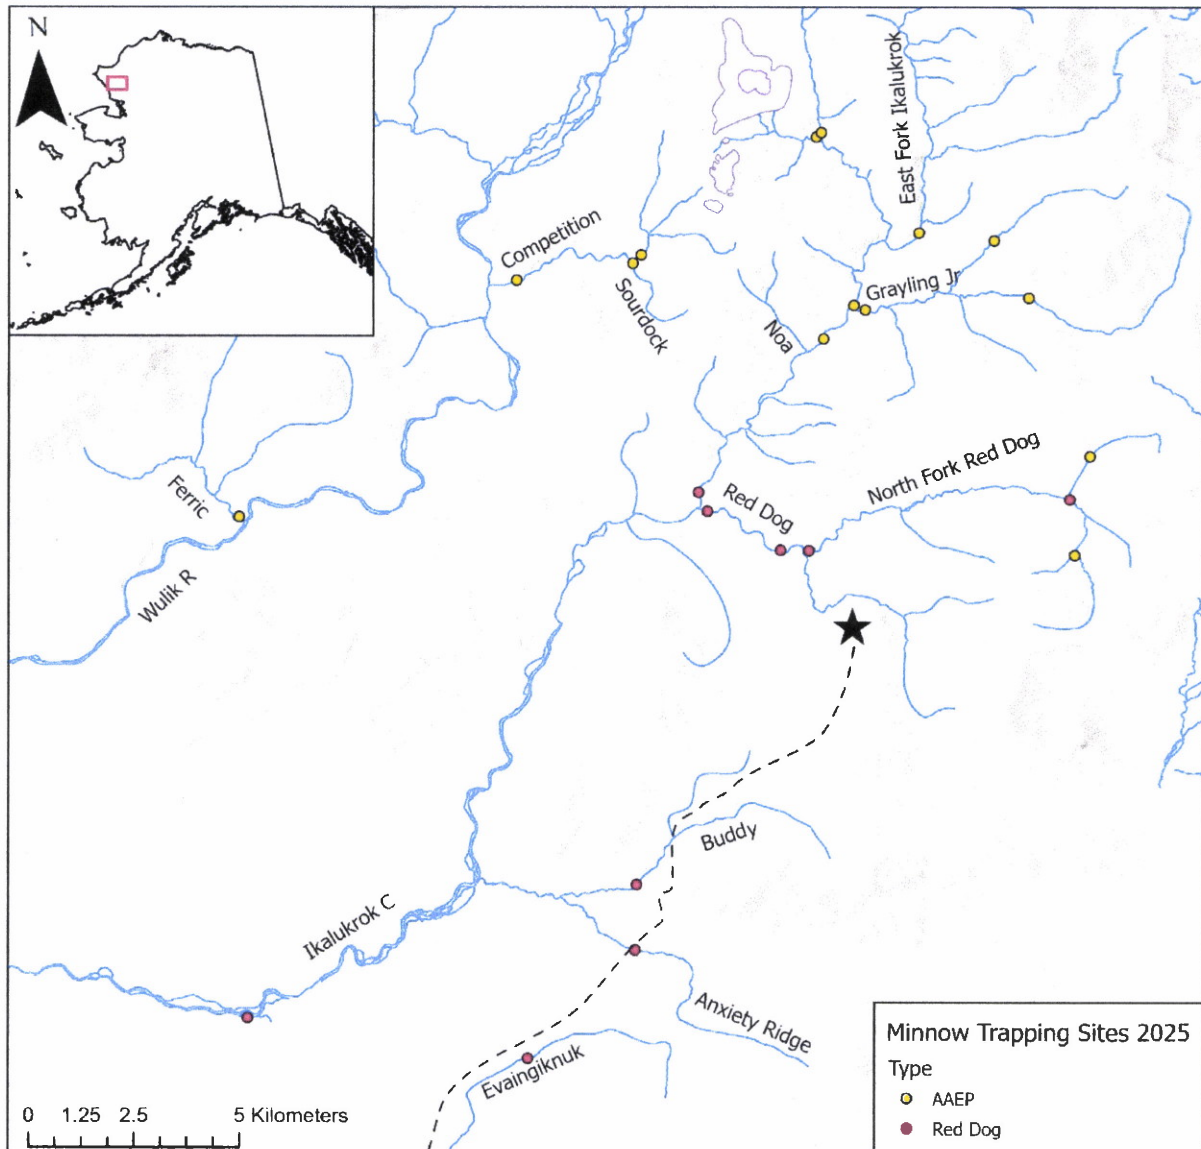 N
East Fork Ikalukrok
Competition
Sourdock
Grayling Jr
Noa
Ferric
Wulik R
Red Dog
North Fork Red Dog
Buddy
Ikalukrok C
Anxiety Ridge
Evaingiknuk
Minnow Trapping Sites 2025
Type
AAEP
Red Dog
0 1.25 2.5 5 Kilometers